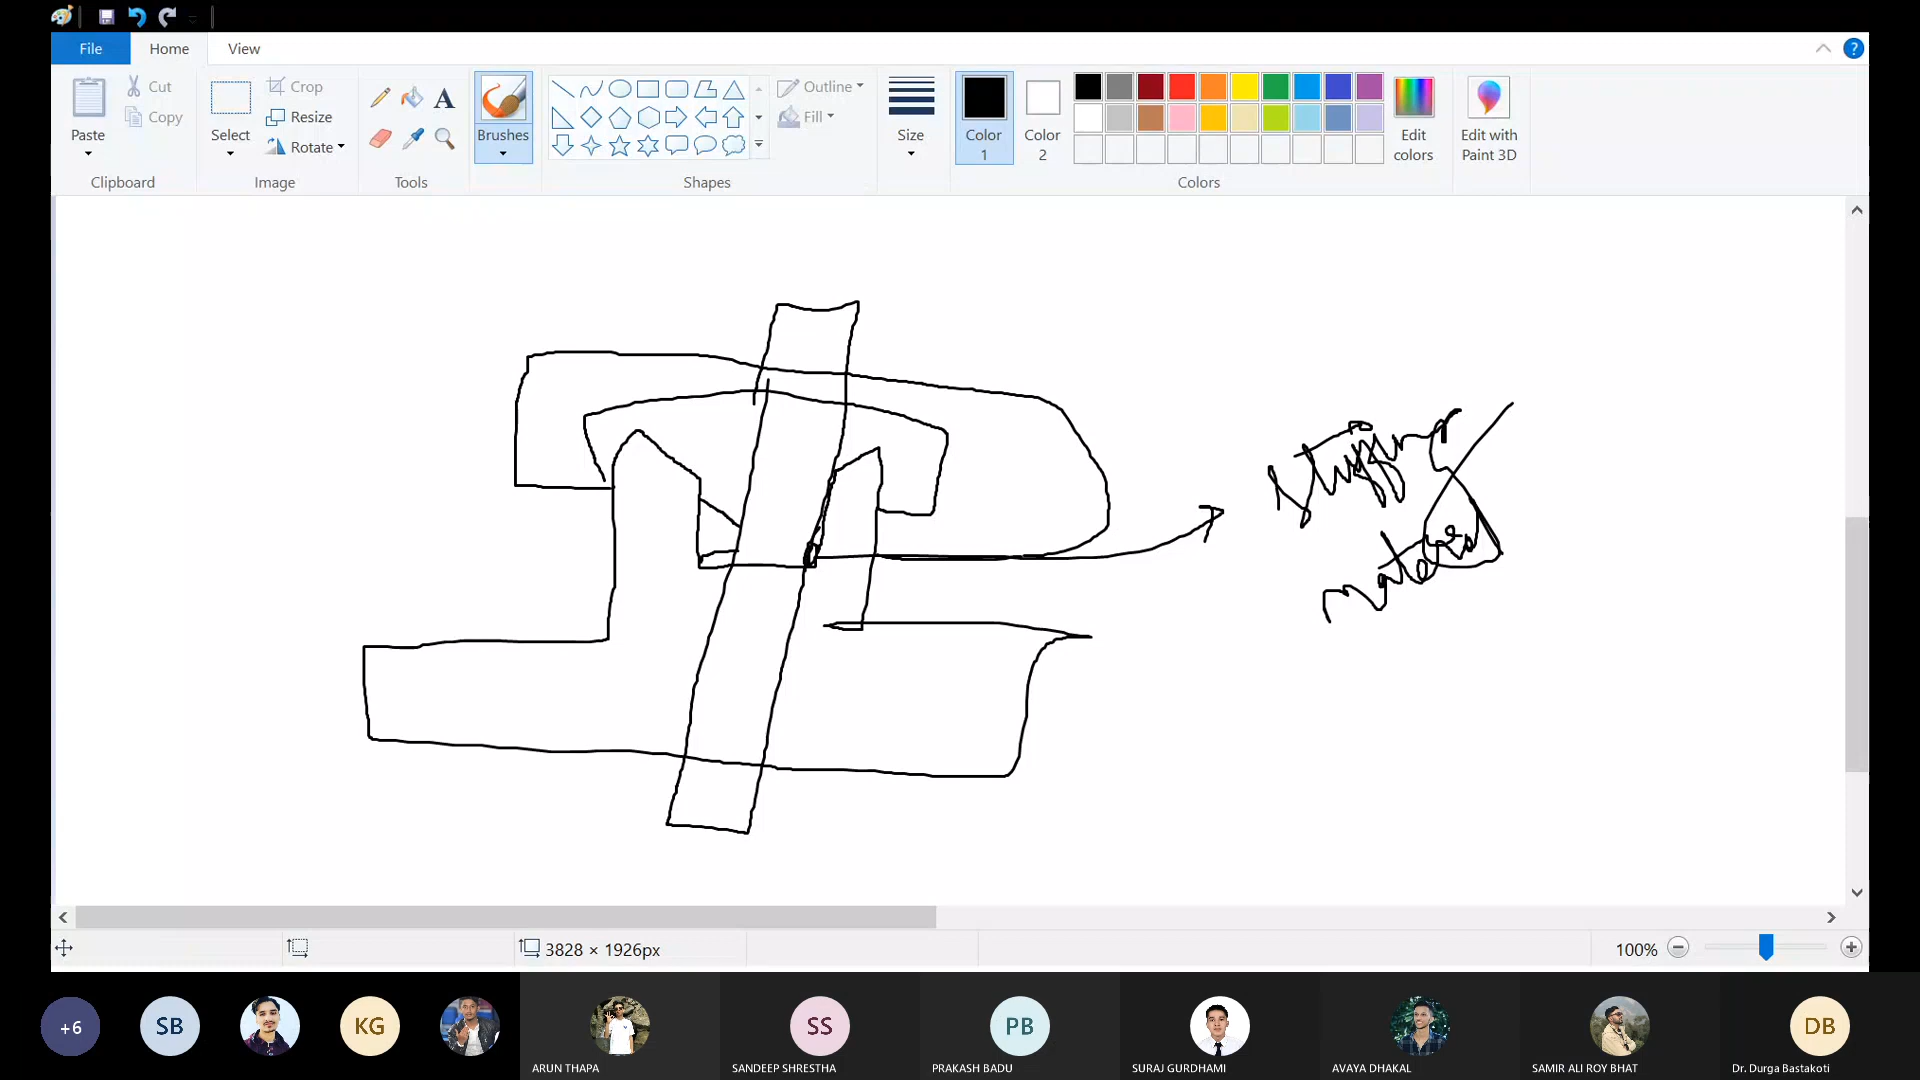 File
Home
View
Paste
Clipboard
Cut
Copy
Select
Crop
Resize
Rotate
Image
Tools
A
Brushes
Shapes
Outline
Fill
Size
Color
1
Color
2
Colors
Edit
colors
Edit with
Paint 3D
?
Stuffing
material
3828 × 1926px
100%
+6
SB
KG
SS
PB
DB
ARUN THAPA
SANDEEP SHRESTHA
PRAKASH BADU
SURAJ GURDHAMI
AVAYA DHAKAL
SAMIR ALI ROY BHAT
Dr. Durga Bastakoti